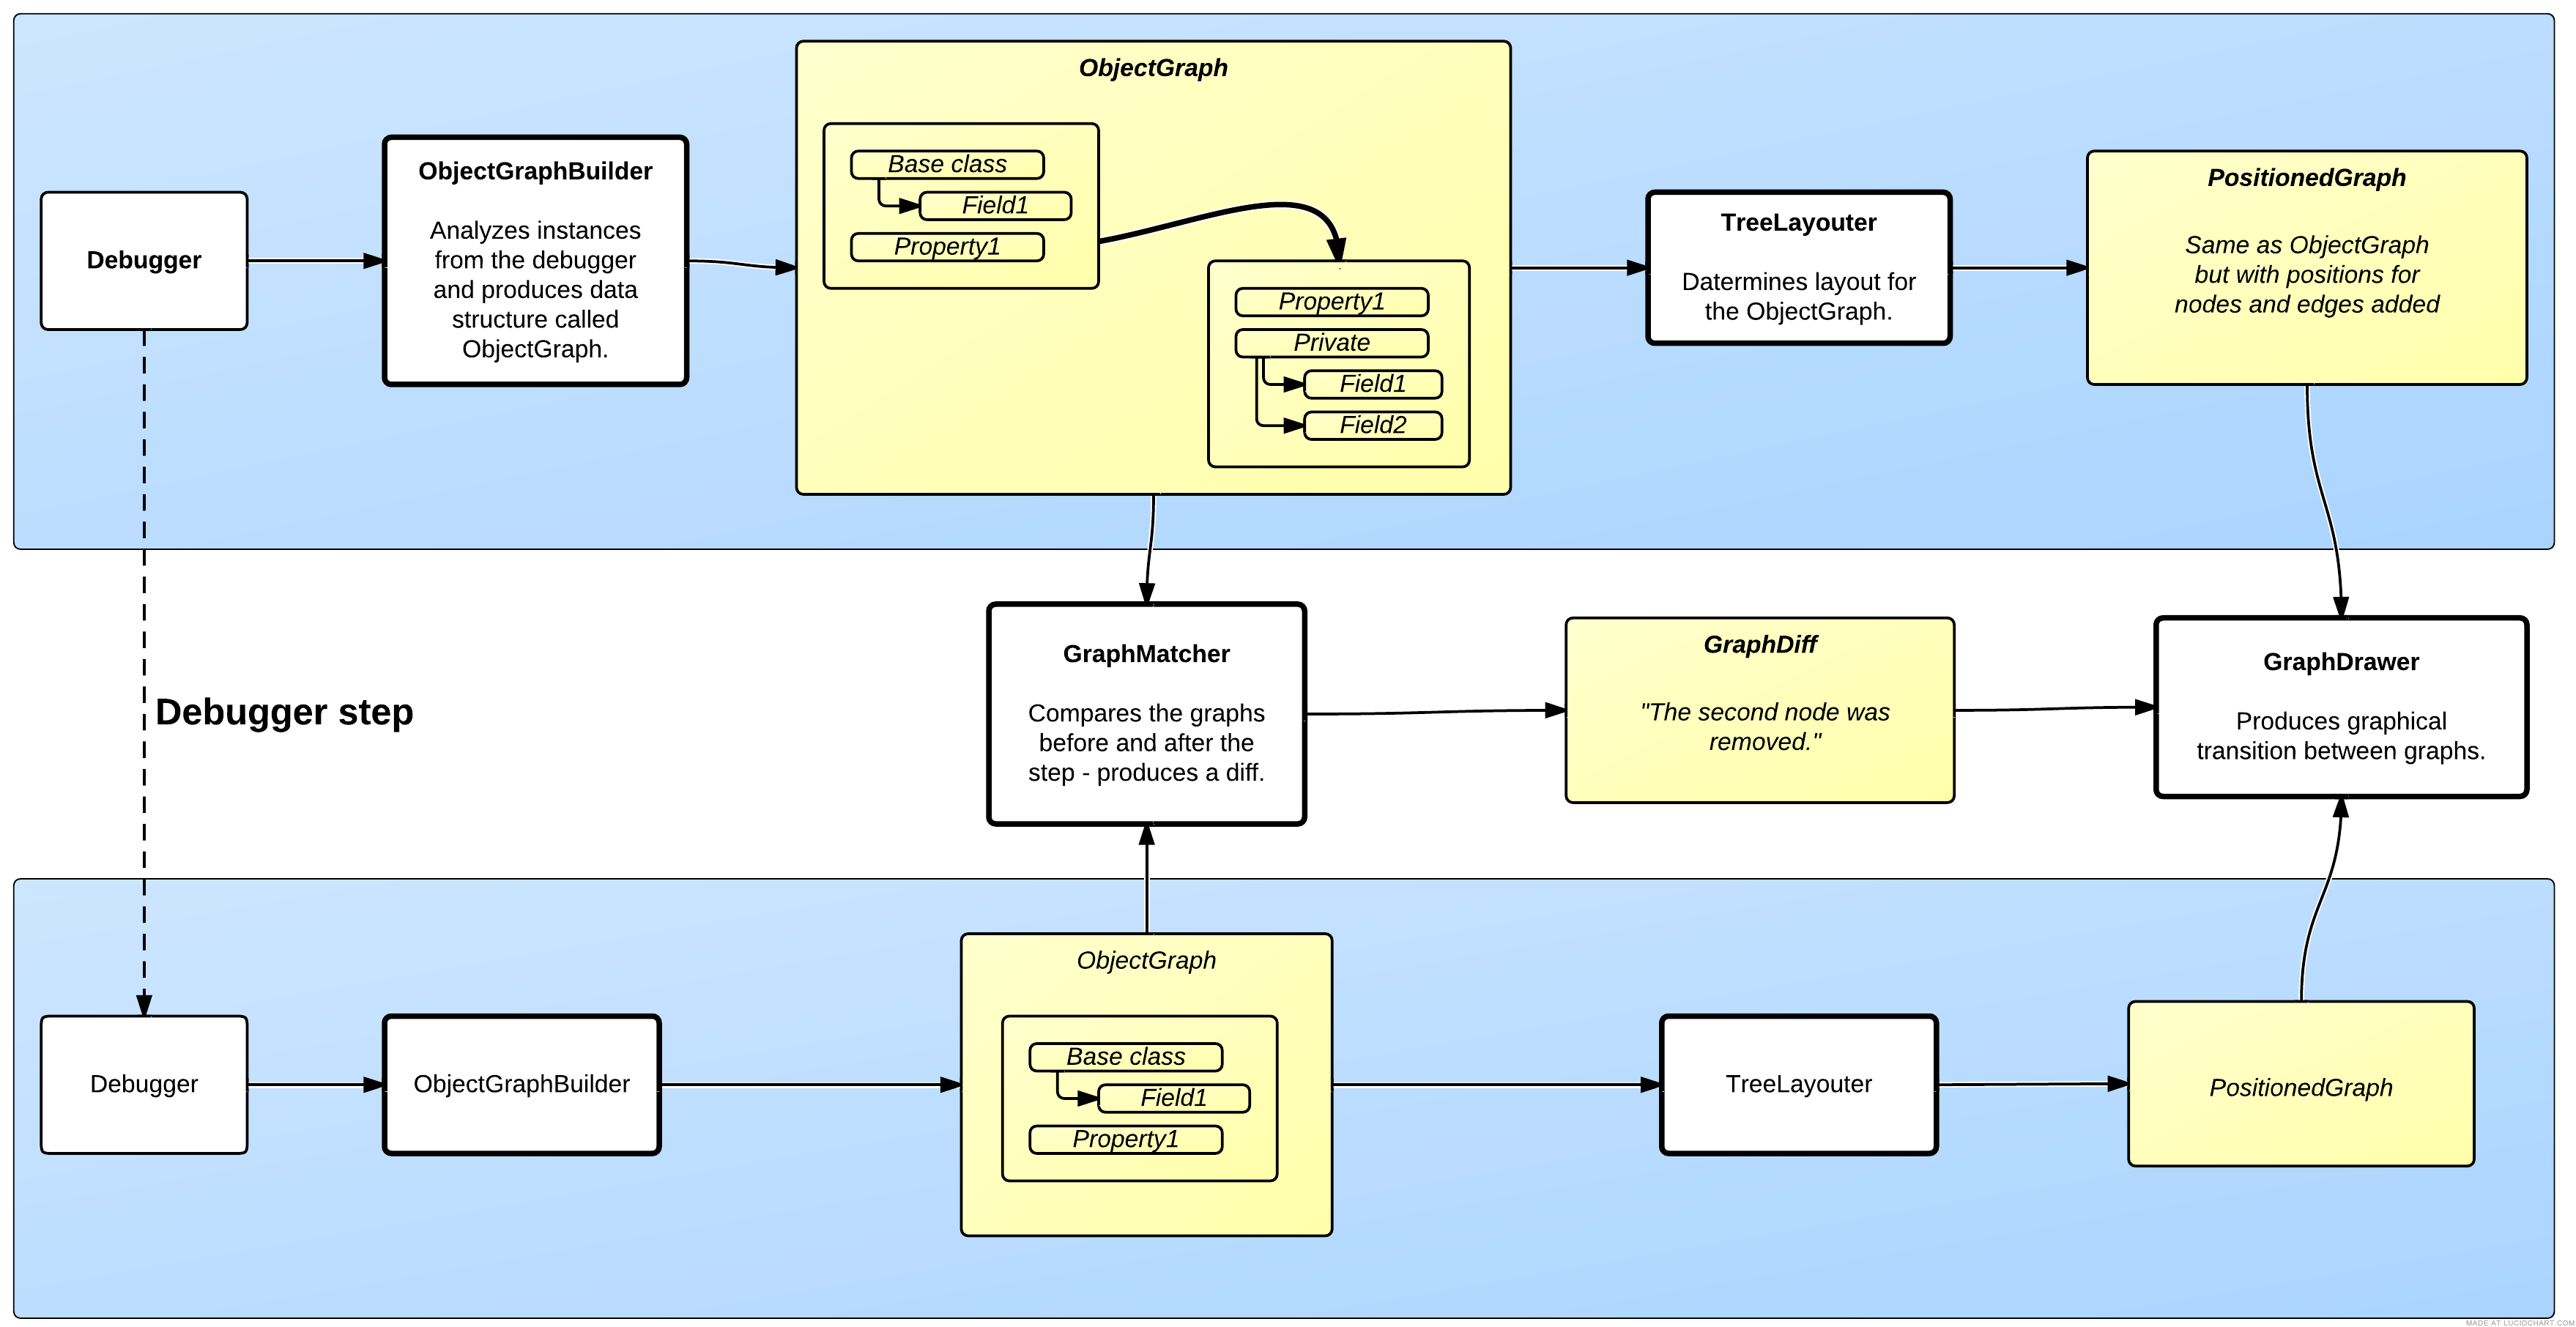 ObjectGraph
Base class
Field1
Property1
Property1
Private
Field1
Field2
Debugger
ObjectGraphBuilder
Analyzes instances
from the debugger
and produces data
structure called
ObjectGraph.
TreeLayouter
Datermines layout for
the ObjectGraph.
PositionedGraph
Same as ObjectGraph
but with positions for
nodes and edges added
Debugger step
GraphMatcher
Compares the graphs
before and after the
step - produces a diff.
GraphDiff
"The second node was
removed."
GraphDrawer
Produces graphical
transition between graphs.
Debugger
ObjectGraphBuilder
ObjectGraph
Base class
Field1
Property1
TreeLayouter
PositionedGraph
MADE AT LUCIDCHART.COM